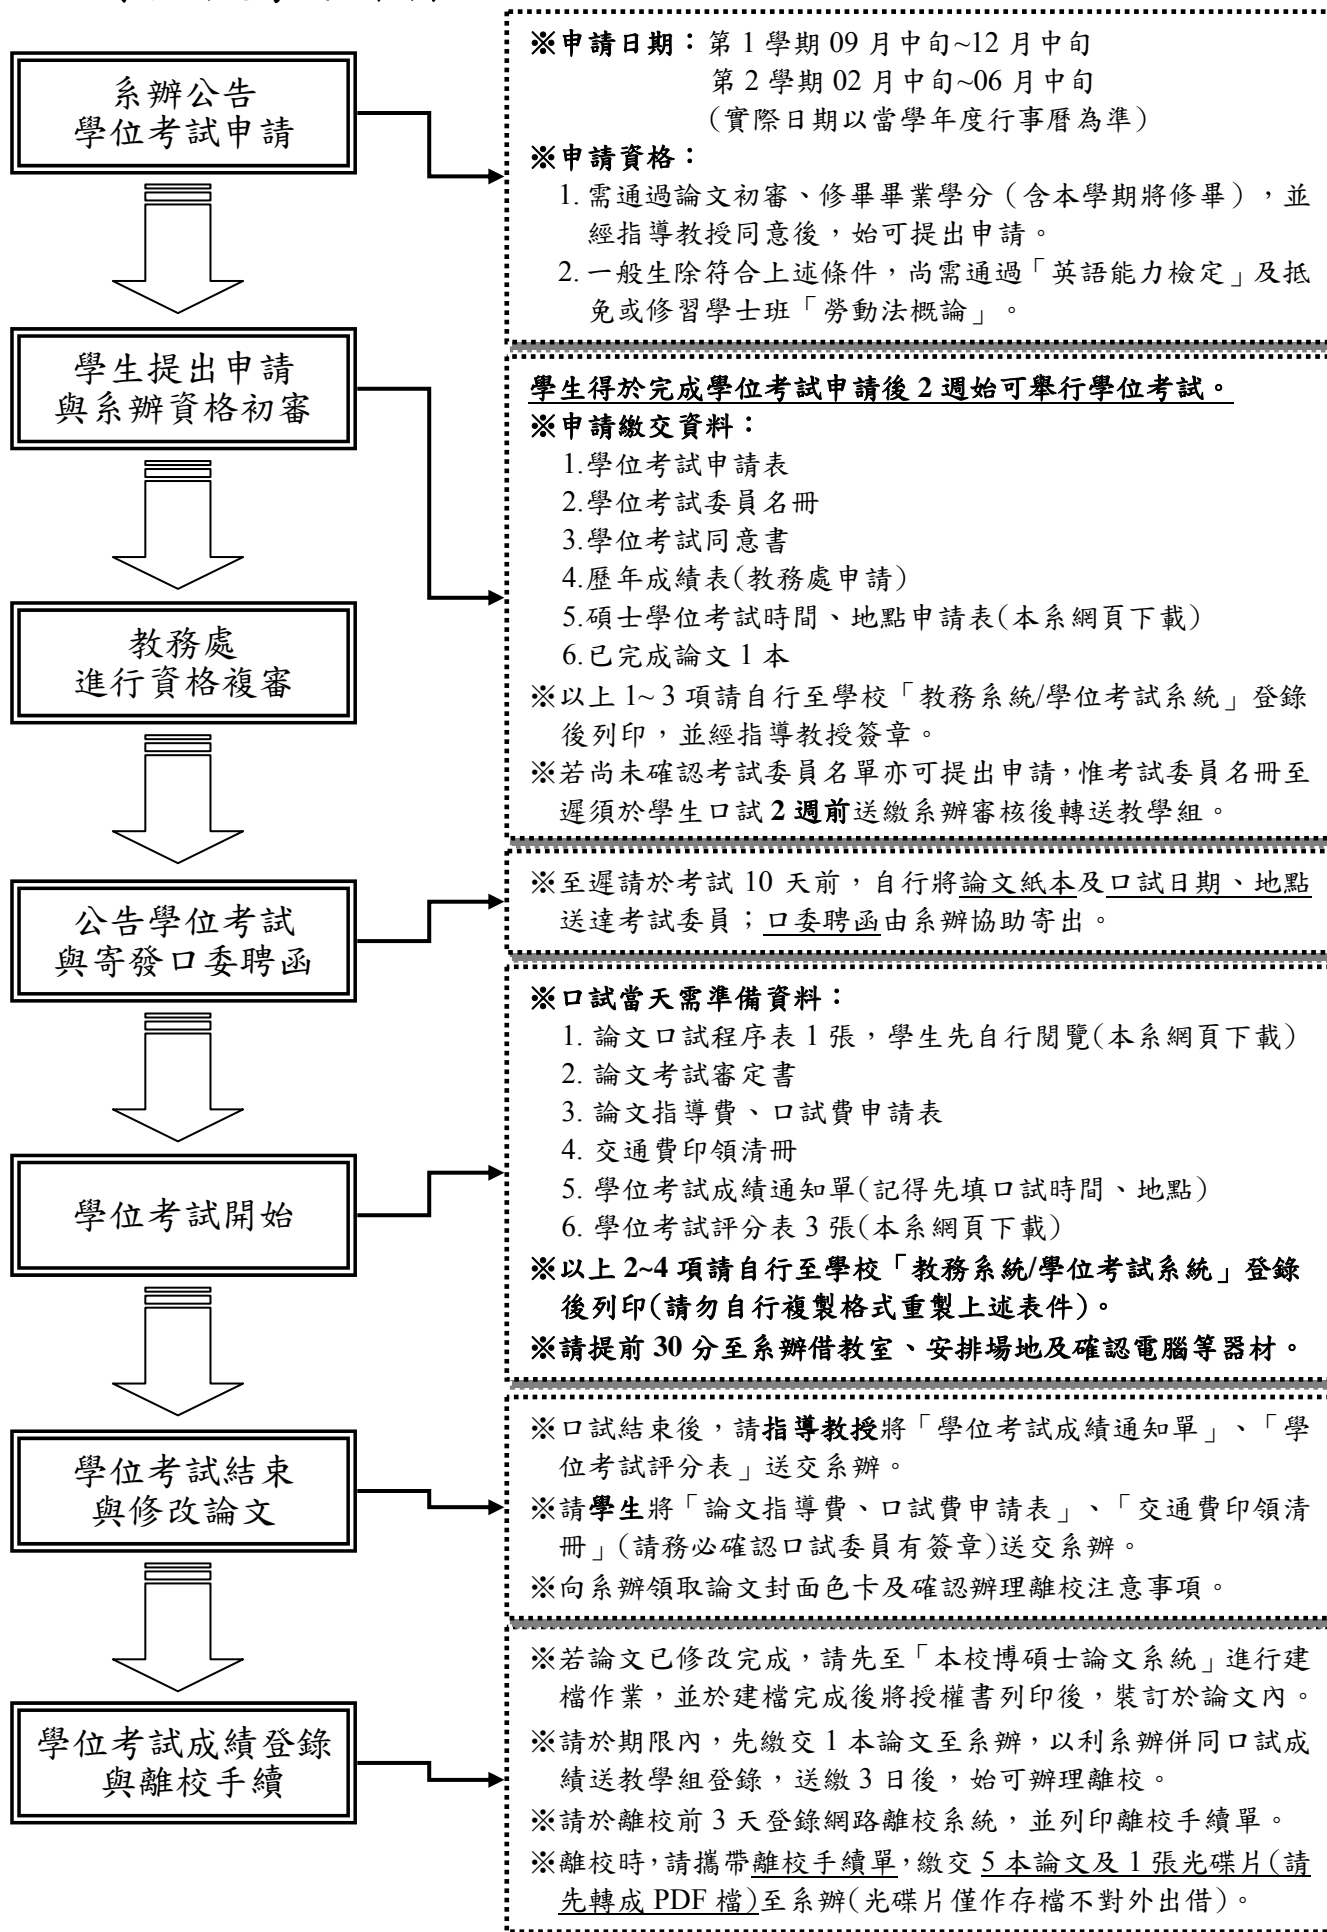 系辦公告
學位考試申請
※申請日期：第 1 學期 09 月中旬~12 月中旬
第 2 學期 02 月中旬~06 月中旬
(實際日期以當學年度行事曆為準)
※申請資格：
1. 需通過論文初審、修畢畢業學分（含本學期將修畢），並
經指導教授同意後，始可提出申請。
2. 一般生除符合上述條件，尚需通過「英語能力檢定」及抵
免或修習學士班「勞動法概論」。
學生提出申請
與系辦資格初審
學生得於完成學位考試申請後 2 週始可舉行學位考試。
※申請繳交資料：
1.學位考試申請表
2.學位考試委員名冊
3.學位考試同意書
4.歷年成績表(教務處申請)
5.碩士學位考試時間、地點申請表(本系網頁下載)
6.已完成論文 1 本
※以上 1~ 3 項請自行至學校「教務系統/學位考試系統」登錄
後列印，並經指導教授簽章。
※若尚未確認考試委員名單亦可提出申請，惟考試委員名冊至
遲須於學生口試 2 週前送繳系辦審核後轉送教學組。
教務處
進行資格複審
公告學位考試
與寄發口委聘函
※至遲請於考試 10 天前，自行將論文紙本及口試日期、地點
送達考試委員；口委聘函由系辦協助寄出。
學位考試開始
※口試當天需準備資料：
1. 論文口試程序表 1 張，學生先自行閱覽(本系網頁下載)
2. 論文考試審定書
3. 論文指導費、口試費申請表
4. 交通費印領清冊
5. 學位考試成績通知單(記得先填口試時間、地點)
6. 學位考試評分表 3 張(本系網頁下載)
※以上 2~4 項請自行至學校「教務系統/學位考試系統」登錄
後列印(請勿自行複製格式重製上述表件)。
※請提前 30 分至系辦借教室、安排場地及確認電腦等器材。
學位考試結束
與修改論文
※口試結束後，請指導教授將「學位考試成績通知單」、「學
位考試評分表」送交系辦。
※請學生將「論文指導費、口試費申請表」、「交通費印領清
冊」(請務必確認口試委員有簽章)送交系辦。
※向系辦領取論文封面色卡及確認辦理離校注意事項。
學位考試成績登錄
與離校手續
※若論文已修改完成，請先至「本校博碩士論文系統」進行建
檔作業，並於建檔完成後將授權書列印後，裝訂於論文內。
※請於期限內，先繳交 1 本論文至系辦，以利系辦併同口試成
績送教學組登錄，送繳 3 日後，始可辦理離校。
※請於離校前 3 天登錄網路離校系統，並列印離校手續單。
※離校時，請攜帶離校手續單，繳交 5 本論文及 1 張光碟片(請
先轉成 PDF 檔)至系辦(光碟片僅作存檔不對外出借)。